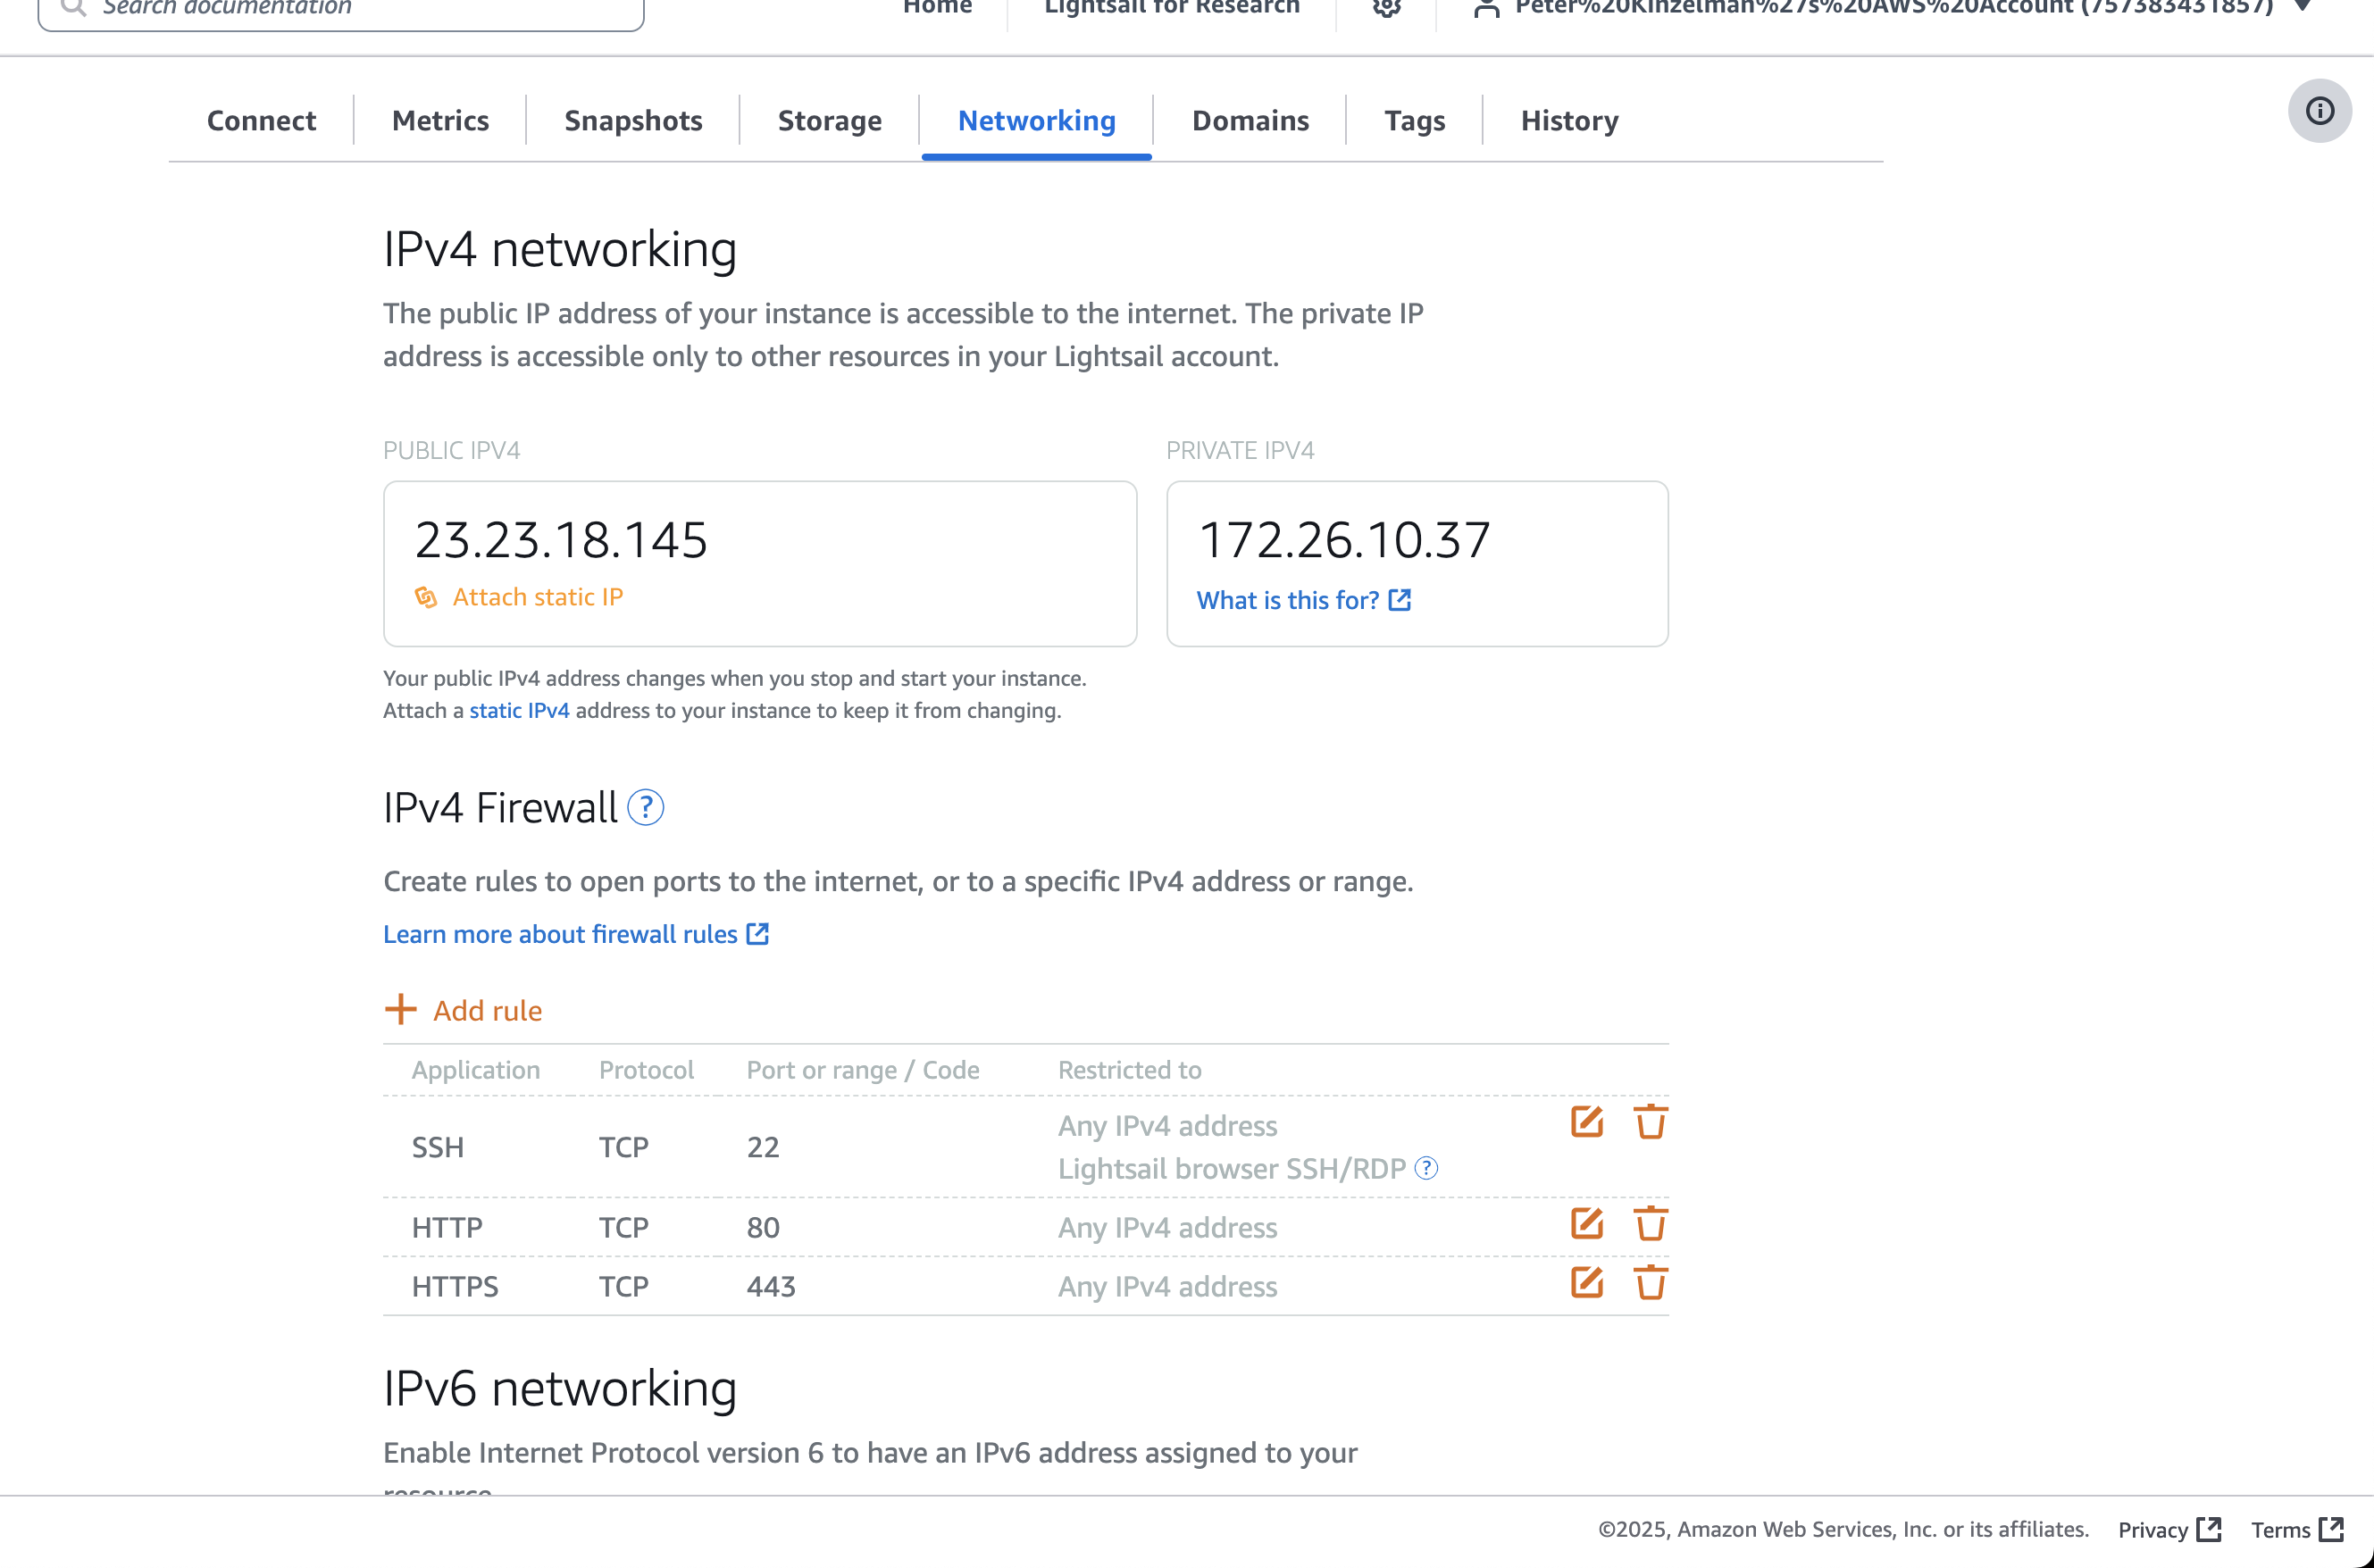 Search documentation
Home
Lightsail for Research
Peter%20Kinzelman%27s%20AWS%20Account (757383431857)
Connect
Metrics
Snapshots
Storage
Networking
Domains
Tags
History
IPv4 networking
The public IP address of your instance is accessible to the internet. The private IP
address is accessible only to other resources in your Lightsail account.
PUBLIC IPV4
23.23.18.145
Attach static IP
PRIVATE IPV4
172.26.10.37
What is this for?
Your public IPv4 address changes when you stop and start your instance.
Attach a static IPv4 address to your instance to keep it from changing.
IPv4 Firewall ?
Create rules to open ports to the internet, or to a specific IPv4 address or range.
Learn more about firewall rules
Add rule
Application Protocol Port or range / Code Restricted to
SSH TCP 22 Any IPv4 address
Lightsail browser SSH/RDP ?
HTTP TCP 80 Any IPv4 address
HTTPS TCP 443 Any IPv4 address
IPv6 networking
Enable Internet Protocol version 6 to have an IPv6 address assigned to your
resource
©2025, Amazon Web Services, Inc. or its affiliates.
Privacy
Terms